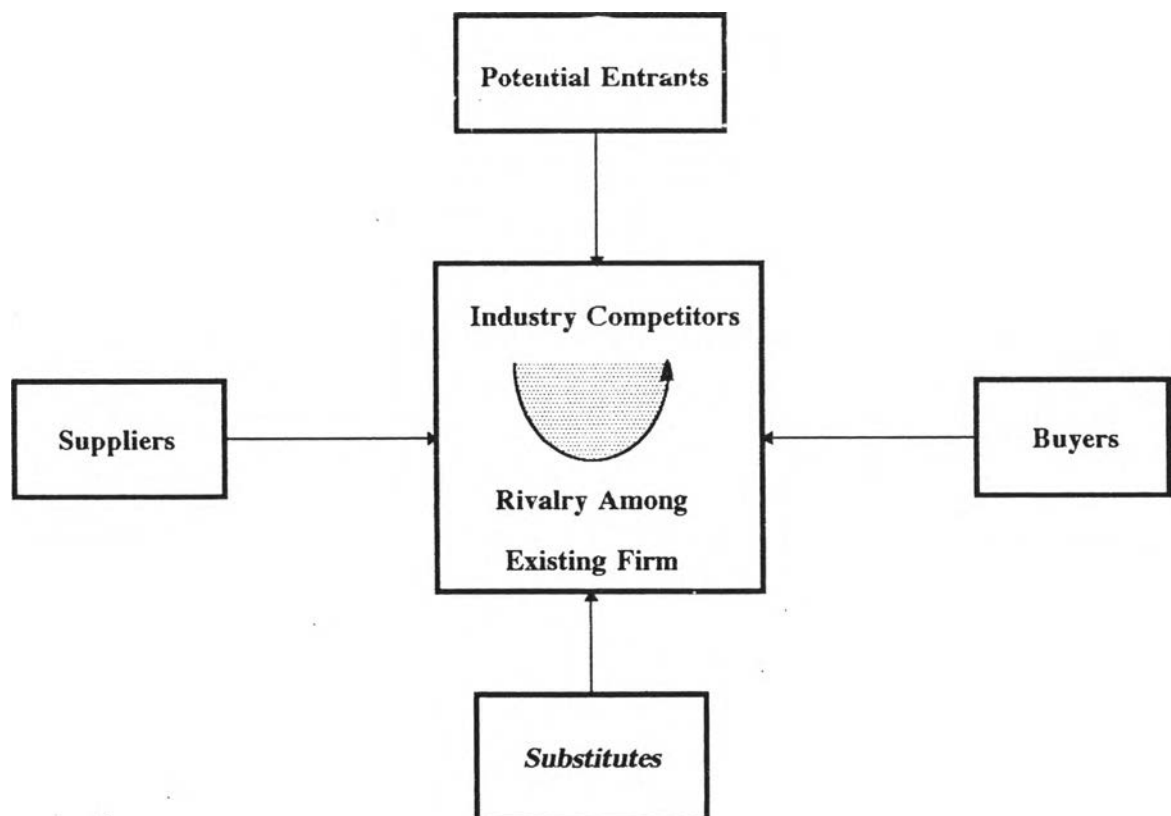 Potential Entrants
Industry Competitors
Suppliers
Buyers
Rivalry Among
Existing Firm
Substitutes